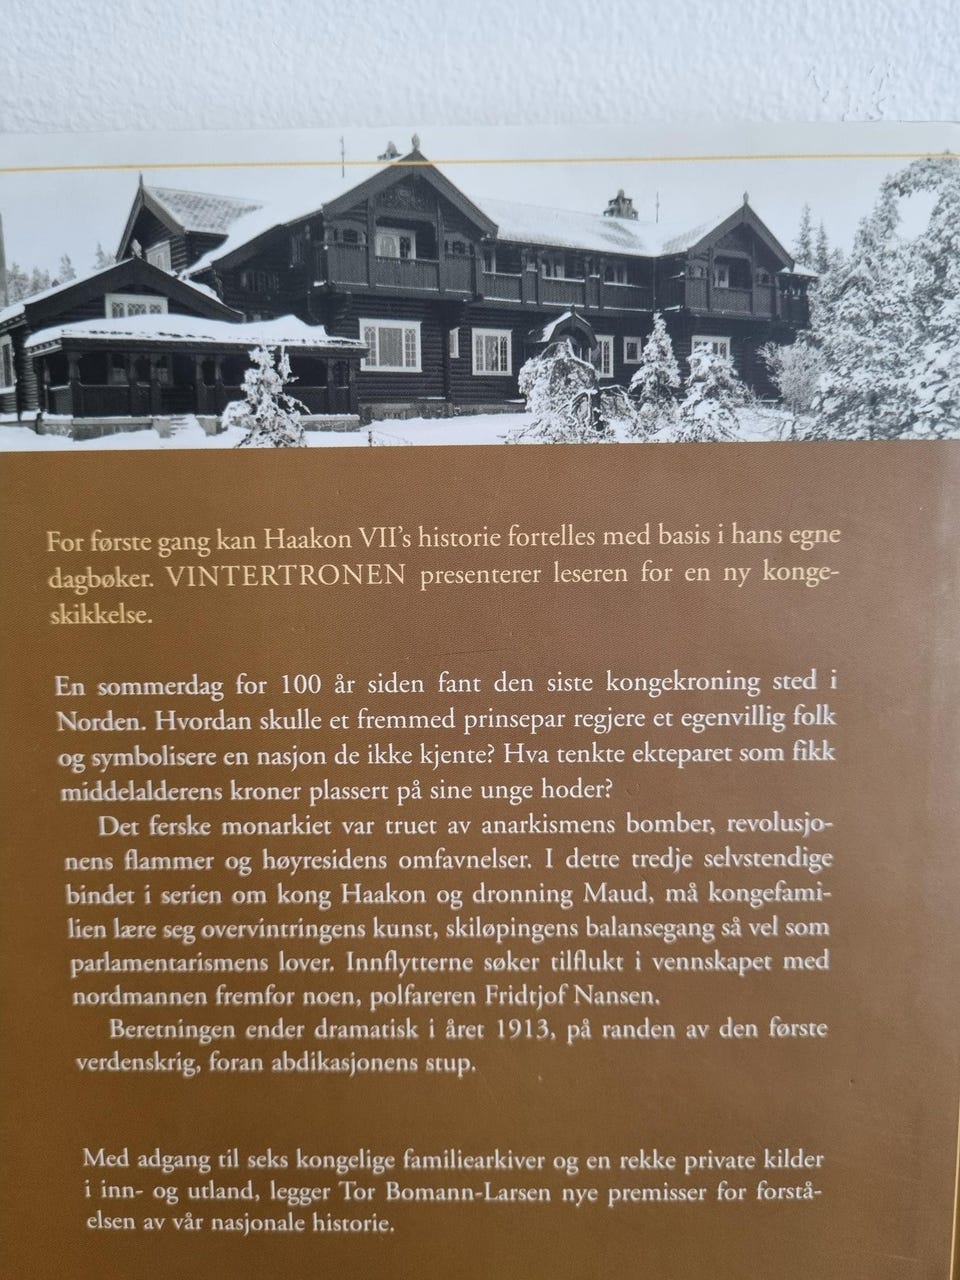 For første gang kan Haakon VII's historie fortelles med basis i hans egne
dagbøker. VINTERTRONEN presenterer leseren for en ny konge-
skikkelse.
En sommerdag for 100 år siden fant den siste kongekroning sted i
Norden. Hvordan skulle et fremmed prinsepar regjere et egenvillig folk
og symbolisere en nasjon de ikke kjente? Hva tenkte ekteparet som fikk
middelalderens kroner plassert på sine unge hoder?
Det ferske monarkiet var truet av anarkismens bomber, revolusjo-
nens flammer og høyresidens omfavnelser. I dette tredje selvstendige
bindet i serien om kong Haakon og dronning Maud, må kongefami-
lien lære seg overvintringens kunst, skiløpingens balansegang så vel som
parlamentarismens lover. Innflytterne søker tilflukt i vennskapet med
nordmannen fremfor noen, polfareren Fridtjof Nansen.
Beretningen ender dramatisk i året 1913, på randen av den første
verdenskrig, foran abdikasjonens stup.
Med adgang til seks kongelige familiearkiver og en rekke private kilder
i inn- og utland, legger Tor Bomann-Larsen nye premisser for forstå-
elsen av vår nasjonale historie.